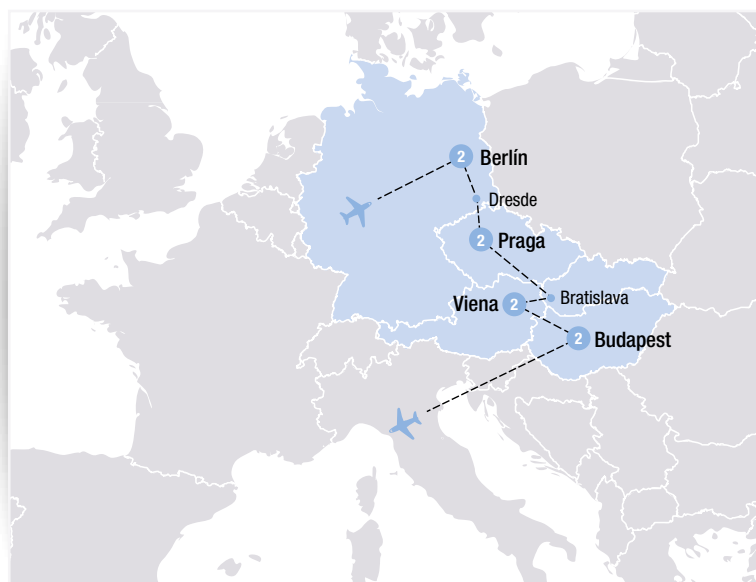 2 Berlín
Dresde
2 Praga
Bratislava
Viena 2
2 Budapest